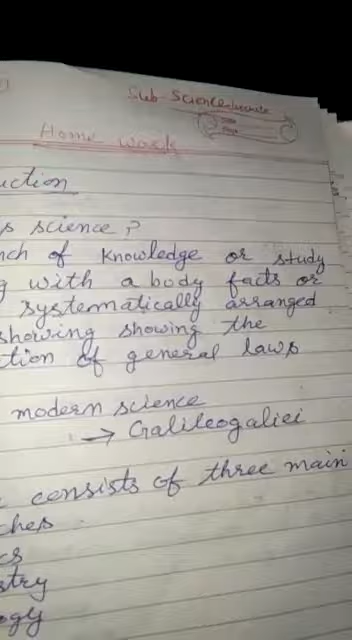 Sub Science
Home work
uction
s science?
nch of knowledge or study
g with a body facts or
systematically arranged
showing showing the
tion of general laws
modern science
→ Galileogaliei
consists of three main
ches
cs
stry
ogy